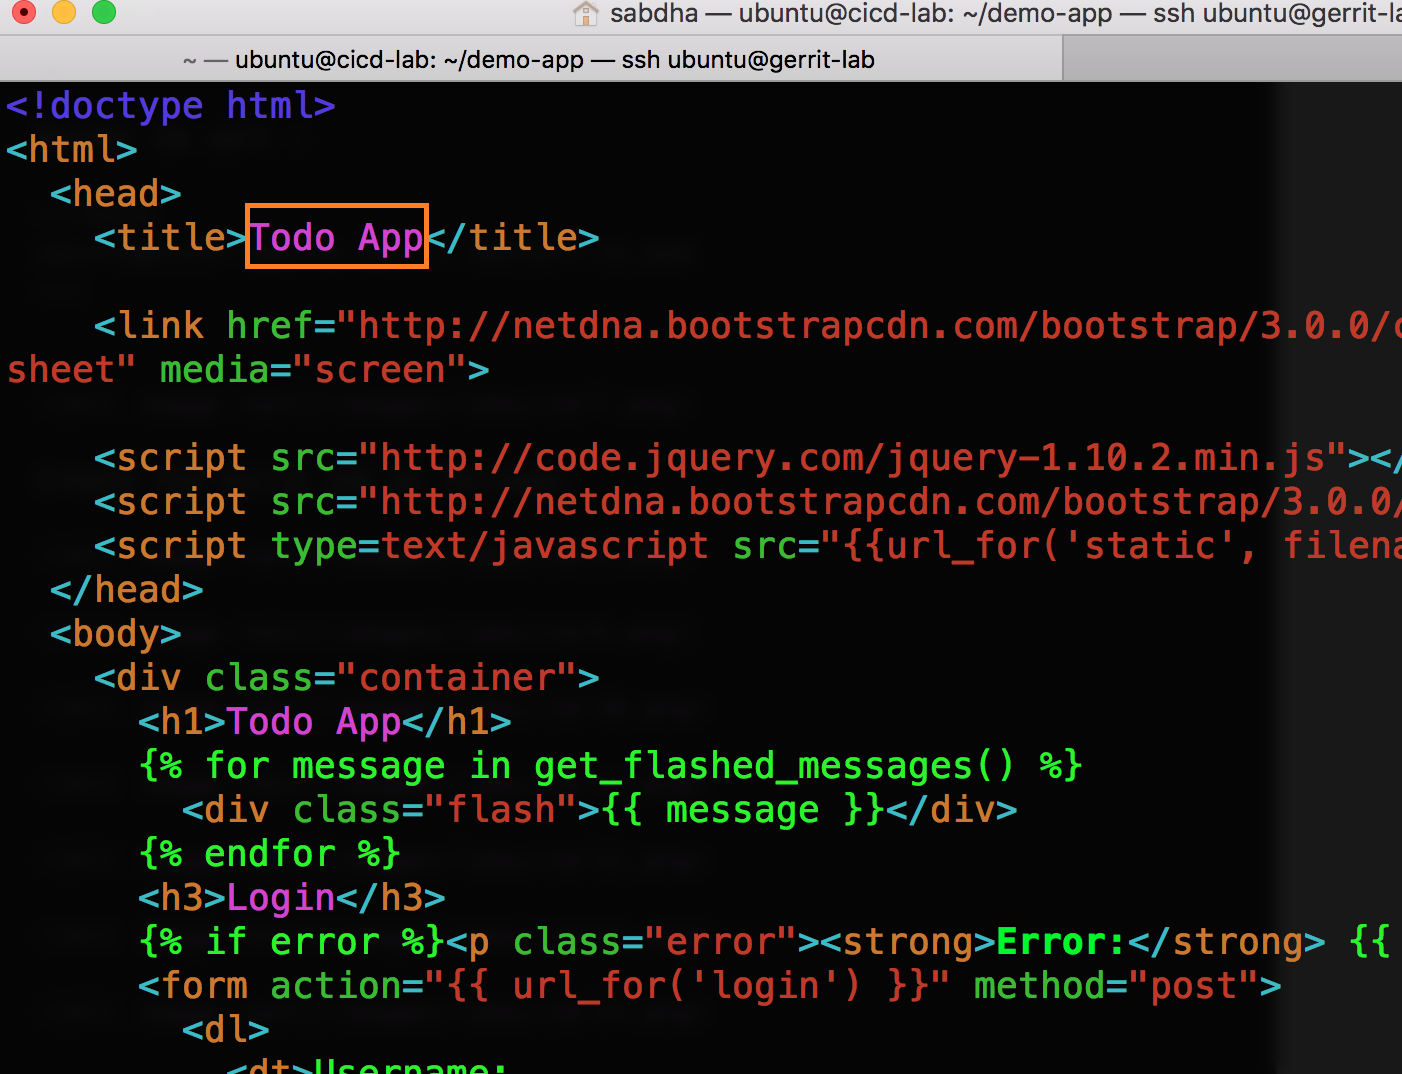 sabdha — ubuntu@cicd-lab: ~/demo-app — ssh ubuntu@gerrit-la
~ — ubuntu@cicd-lab: ~/demo-app — ssh ubuntu@gerrit-lab
<!doctype html>
<html>
  <head>
    <title>Todo App</title>
    <link href="http://netdna.bootstrapcdn.com/bootstrap/3.0.0/c
sheet" media="screen">
    <script src="http://code.jquery.com/jquery-1.10.2.min.js"></
    <script src="http://netdna.bootstrapcdn.com/bootstrap/3.0.0/
    <script type=text/javascript src="{{url_for('static', filena
  </head>
  <body>
    <div class="container">
      <h1>Todo App</h1>
      {% for message in get_flashed_messages() %}
        <div class="flash">{{ message }}</div>
      {% endfor %}
      <h3>Login</h3>
      {% if error %}<p class="error"><strong>Error:</strong> {{
      <form action="{{ url_for('login') }}" method="post">
        <dl>
          <dt>Username: